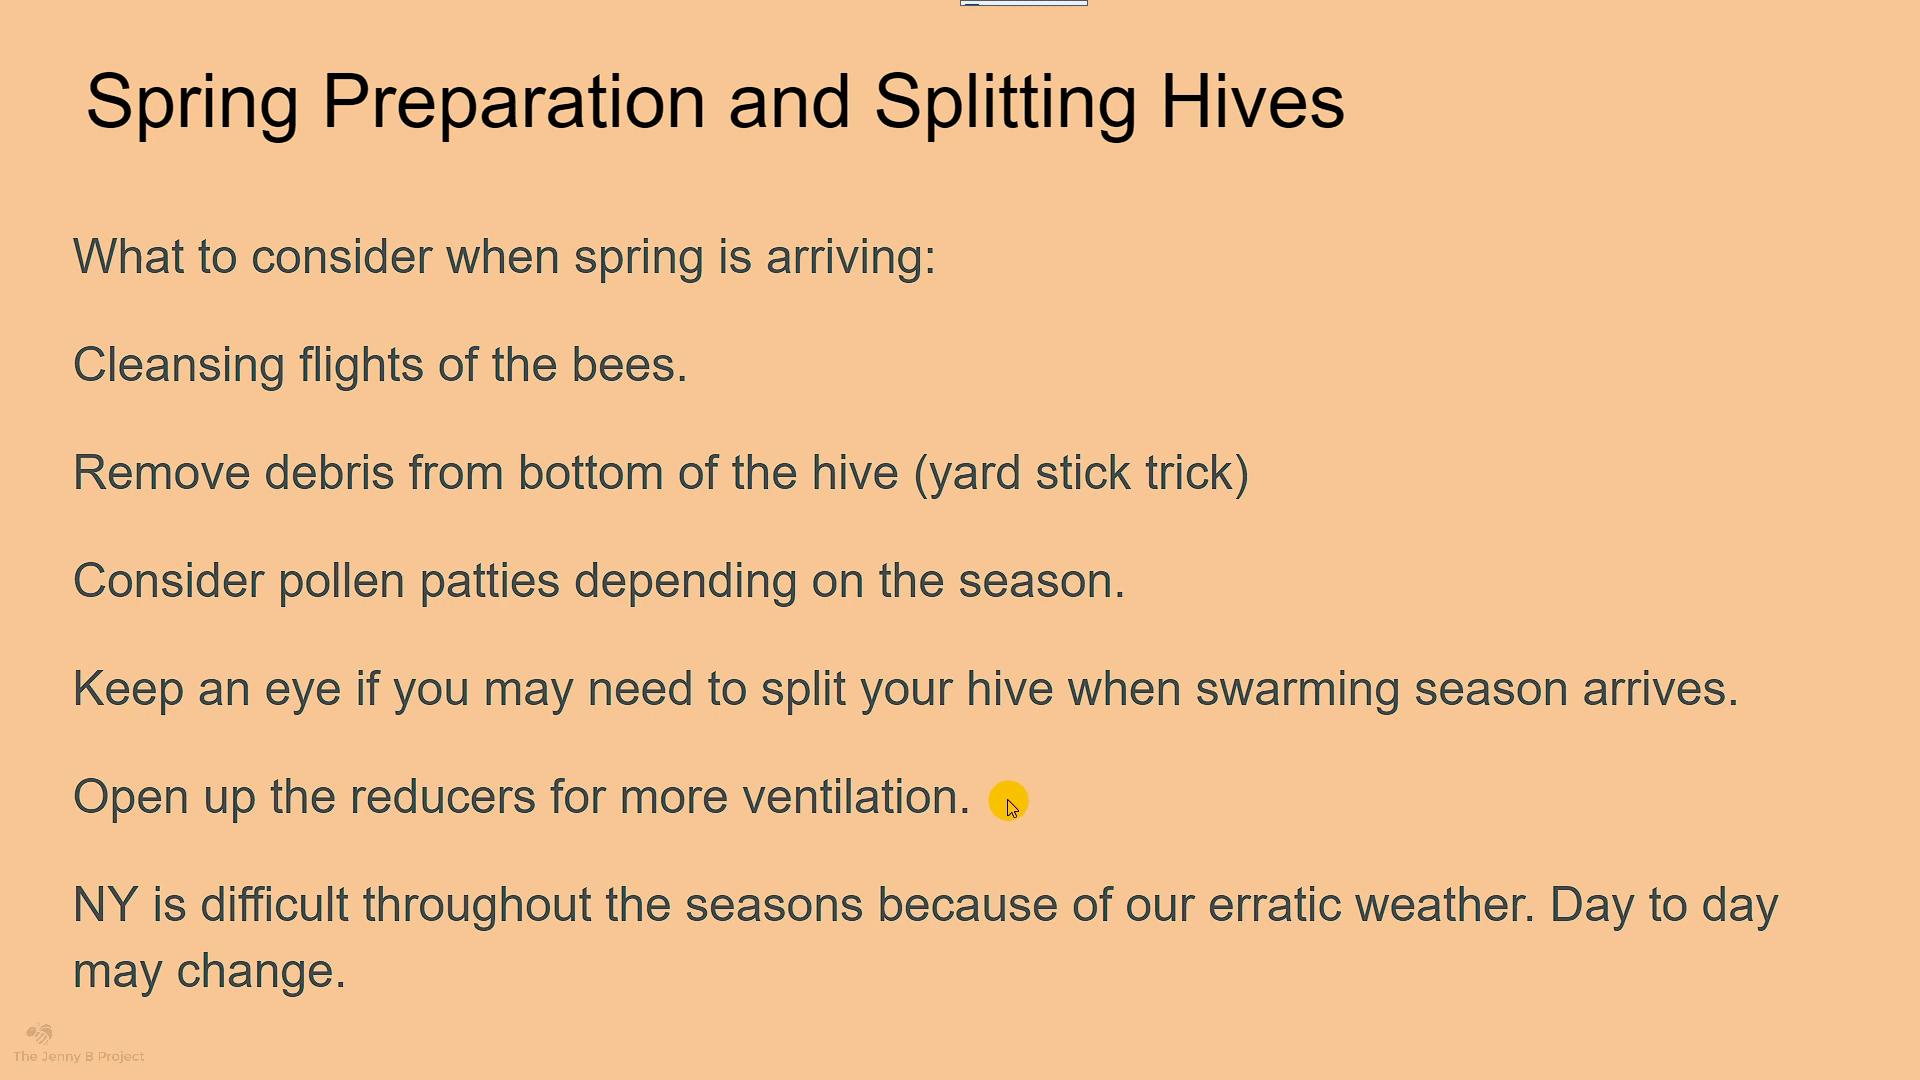 Spring Preparation and Splitting Hives
What to consider when spring is arriving:
Cleansing flights of the bees.
Remove debris from bottom of the hive (yard stick trick)
Consider pollen patties depending on the season.
Keep an eye if you may need to split your hive when swarming season arrives.
Open up the reducers for more ventilation.
NY is difficult throughout the seasons because of our erratic weather. Day to day
may change.
The Jenny B Project